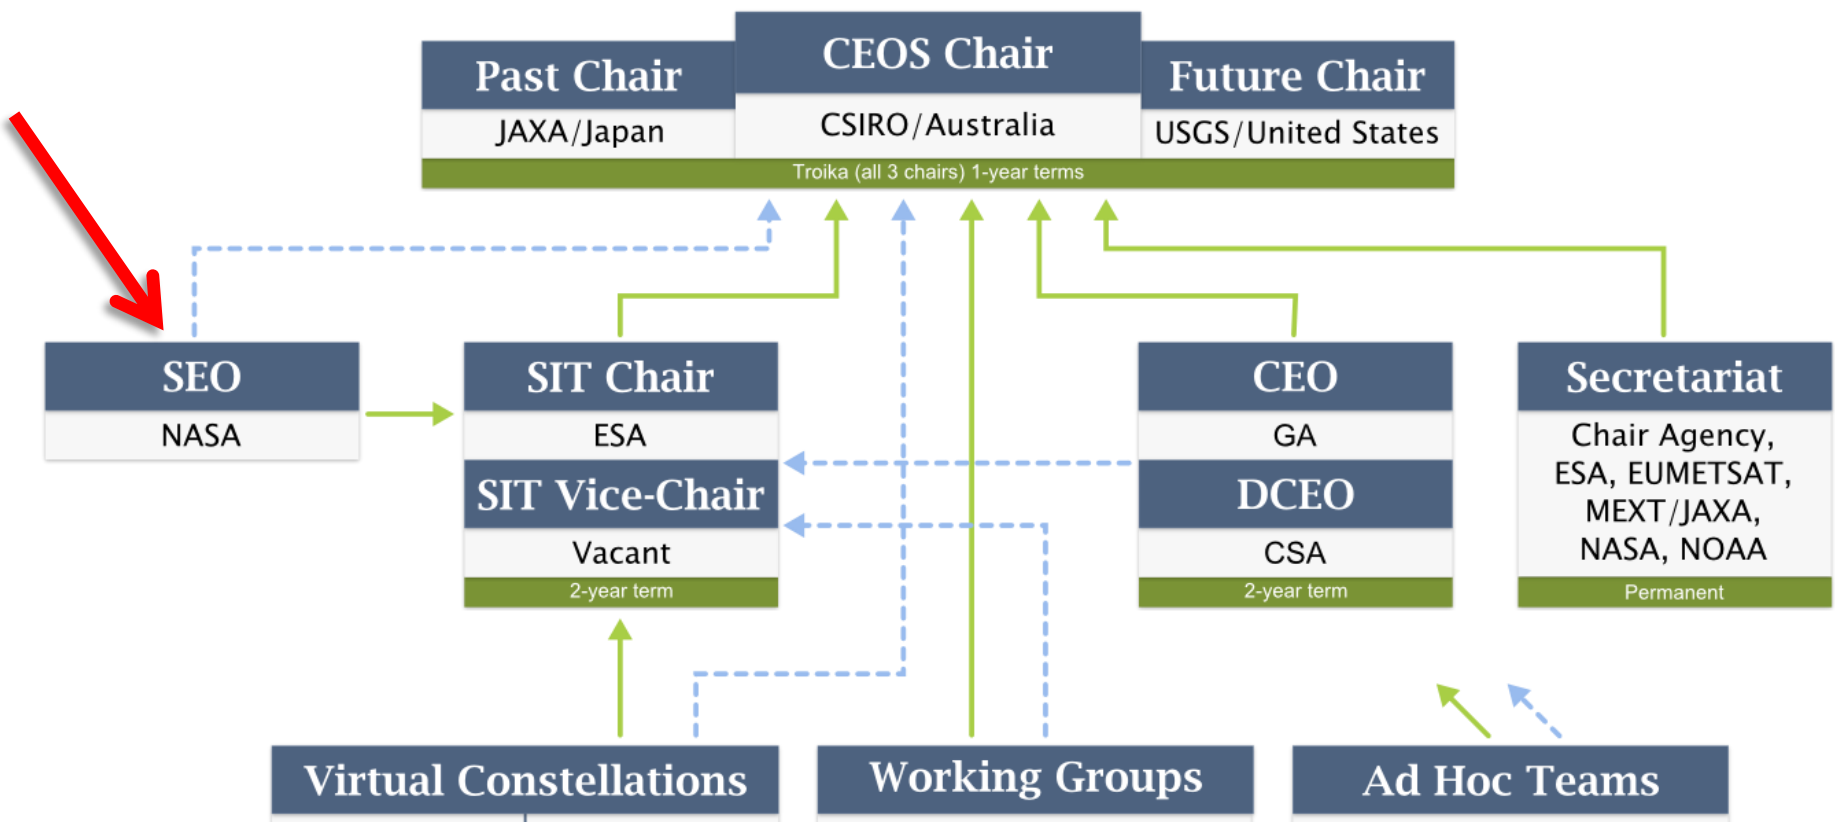 CEOS Chair
Past Chair
Future Chair
CSIRO/Australia
JAXA/Japan
USGS/United States
Troika (all 3 chairs) 1-year terms
SEO
NASA
SIT Chair
ESA
SIT Vice-Chair
Vacant
2-year term
CEO
GA
DCEO
CSA
2-year term
Secretariat
Chair Agency,
ESA, EUMETSAT,
MEXT/JAXA,
NASA, NOAA
Permanent
Virtual Constellations
Working Groups
Ad Hoc Teams